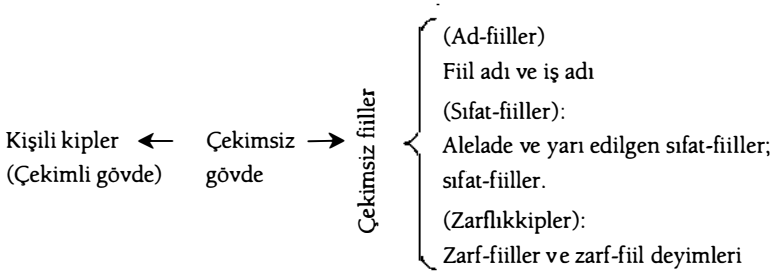 Kişili kipler
(Çekimli gövde)
Çekimsiz
gövde
Çekimsiz fiiller
(Ad-fiiller)
Fiil adı ve iş adı
(Sıfat-fiiller):
Alelade ve yarı edilgen sıfat-fiiller;
sıfat-fiiller.
(Zarflıkkipler):
Zarf-fiiller ve zarf-fiil deyimleri